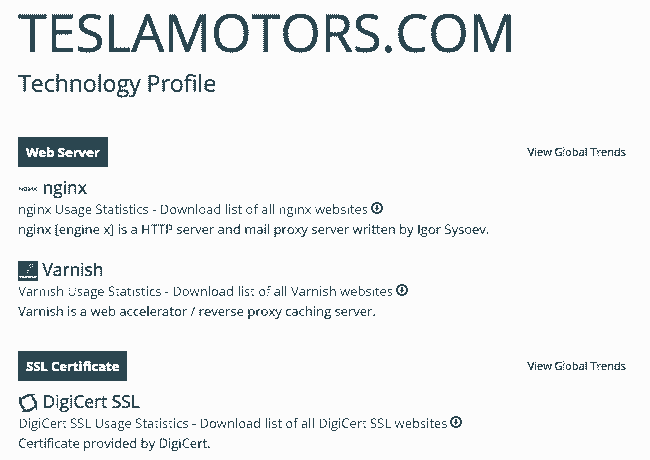 TESLAMOTORS.COM
Technology Profile
Web Server
View Global Trends
nginx
nginx Usage Statistics - Download list of all nginx websites
nginx [engine x] is a HTTP server and mail proxy server written by Igor Sysoev.
Varnish
Varnish Usage Statistics - Download list of all Varnish websites
Varnish is a web accelerator / reverse proxy caching server.
SSL Certificate
View Global Trends
DigiCert SSL
DigiCert SSL Usage Statistics - Download list of all DigiCert SSL websites
Certificate provided by DigiCert.